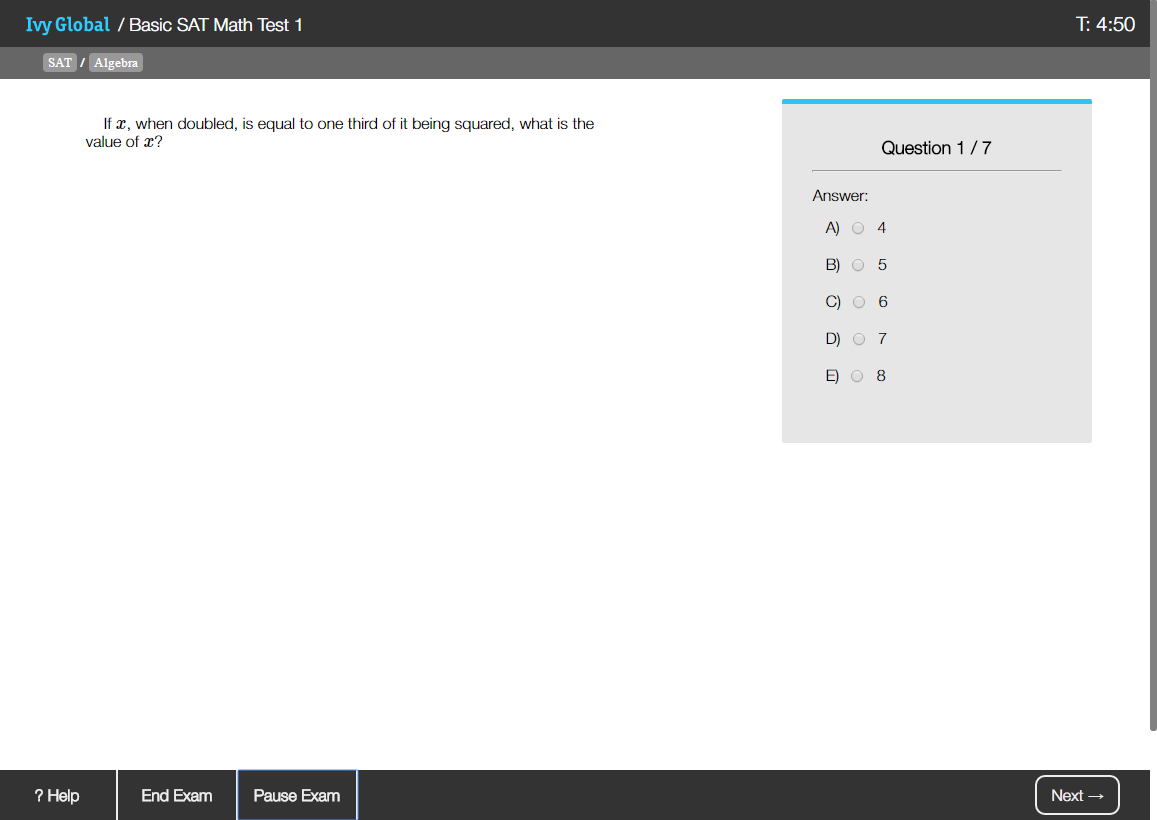 Ivy Global / Basic SAT Math Test 1
T: 4:50
SAT / Algebra
If x, when doubled, is equal to one third of it being squared, what is the
value of x?
Question 1 / 7
Answer:
A) 4
B) 5
C) 6
D) 7
E) 8
? Help
End Exam
Pause Exam
Next →